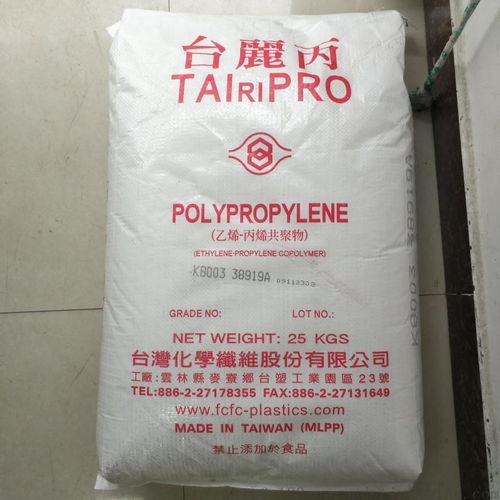 台麗丙
TAIRIPRO
POLYPROPYLENE
(乙烯-丙烯共聚物)
(ETHYLENE-PROPYLENE COPOLYMER)
K8003 38919A
GRADE NO: LOT NO.:
NET WEIGHT: 25 KGS
台灣化學纖維股份有限公司
工廠:雲林縣麥寮鄉台塑工業園區23號
TEL:886-2-27178355 FAX:886-2-27131649
www.fcfc-plastics.com
MADE IN TAIWAN (MLPP)
禁止添加於食品
K8003 38919A